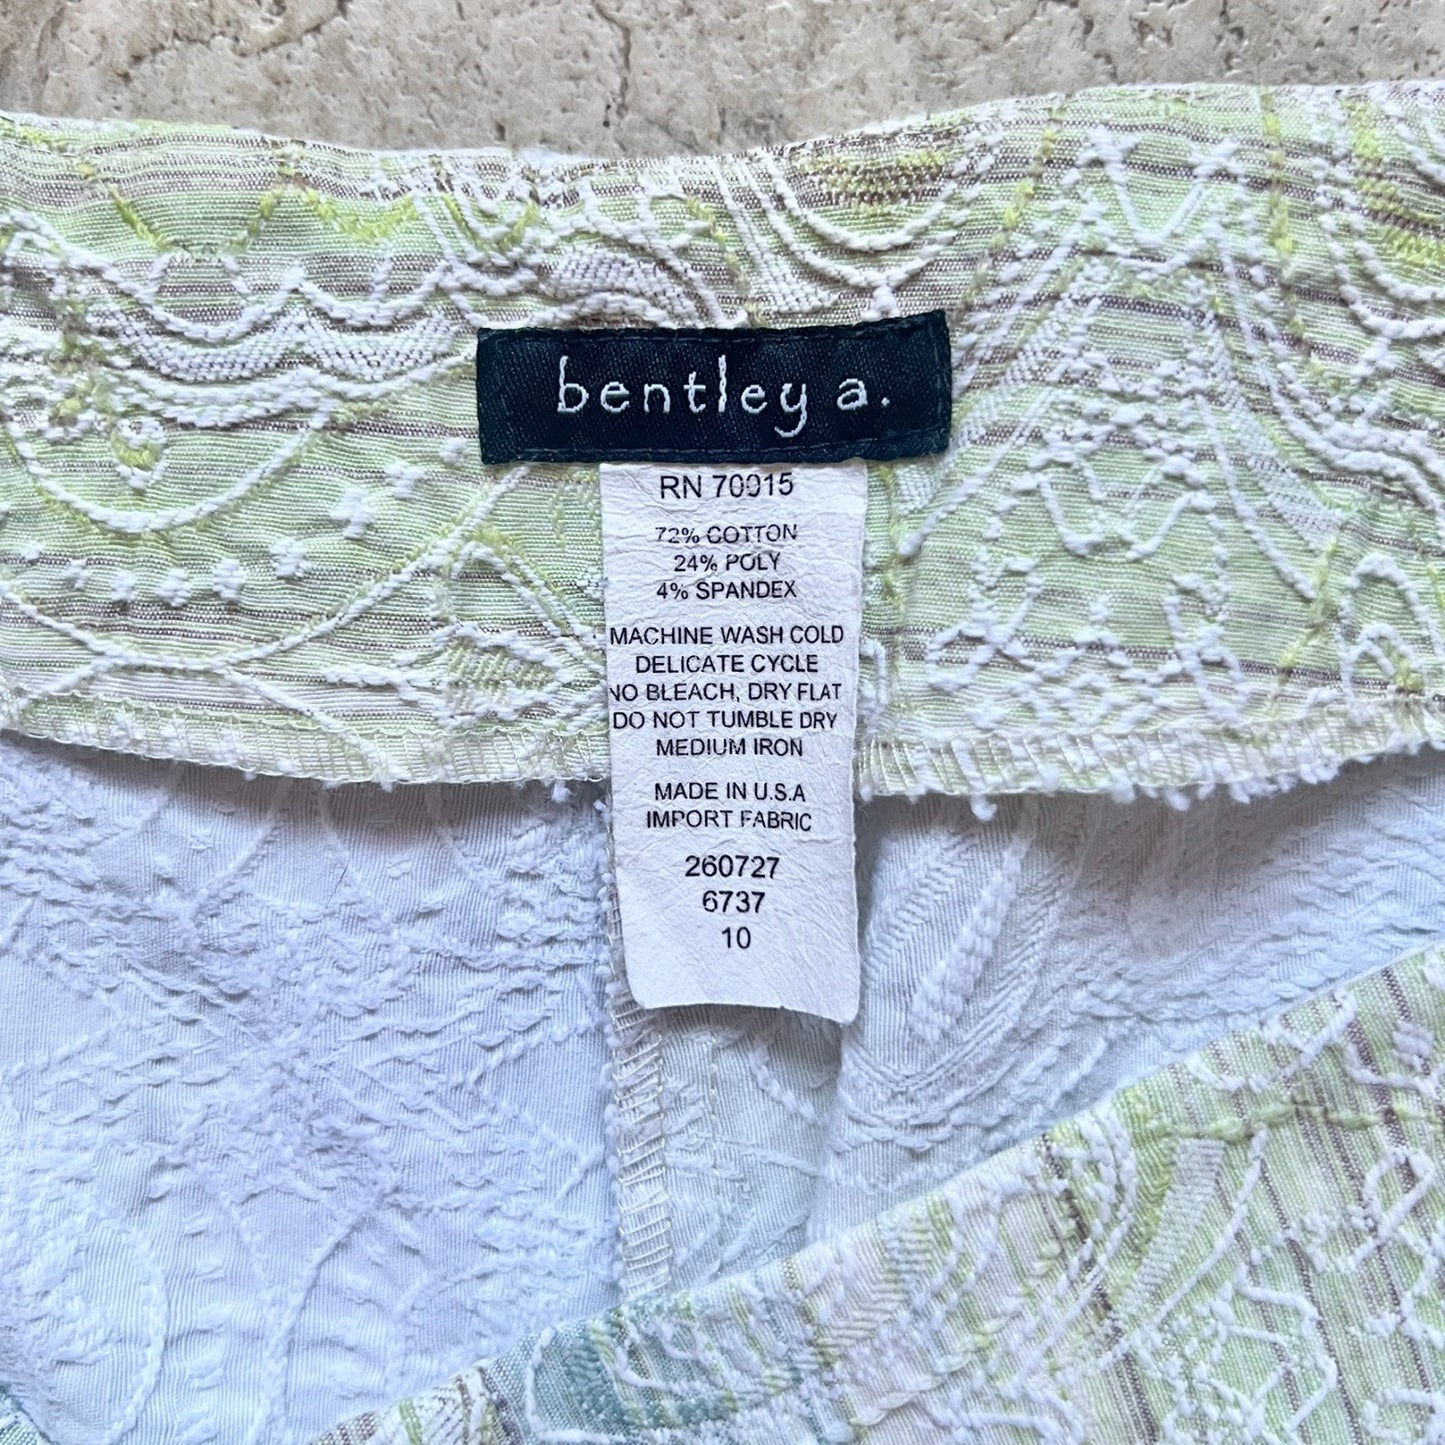 bentley a.
RN 70015
72% COTTON
24% POLY
4% SPANDEX
MACHINE WASH COLD
DELICATE CYCLE
NO BLEACH, DRY FLAT
DO NOT TUMBLE DRY
MEDIUM IRON
MADE IN U.S.A
IMPORT FABRIC
260727
6737
10